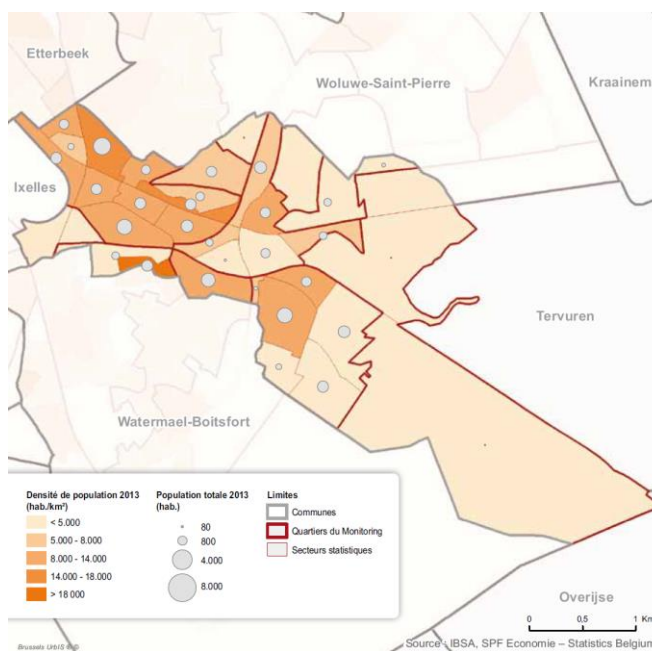 Etterbeek
Woluwe-Saint-Pierre
Kraainem
Ixelles
Tervuren
Watermael-Boitsfort
Densité de population 2013
(hab./km²)
< 5.000
5.000 - 8.000
8.000 - 14.000
14.000 - 18.000
> 18 000
Population totale 2013
(hab.)
80
800
4.000
8.000
Limites
Communes
Quartiers du Monitoring
Secteurs statistiques
Overijse
0 0,5 1 Km
Brussels UrbIS ®©
Source : IBSA, SPF Economie – Statistics Belgium